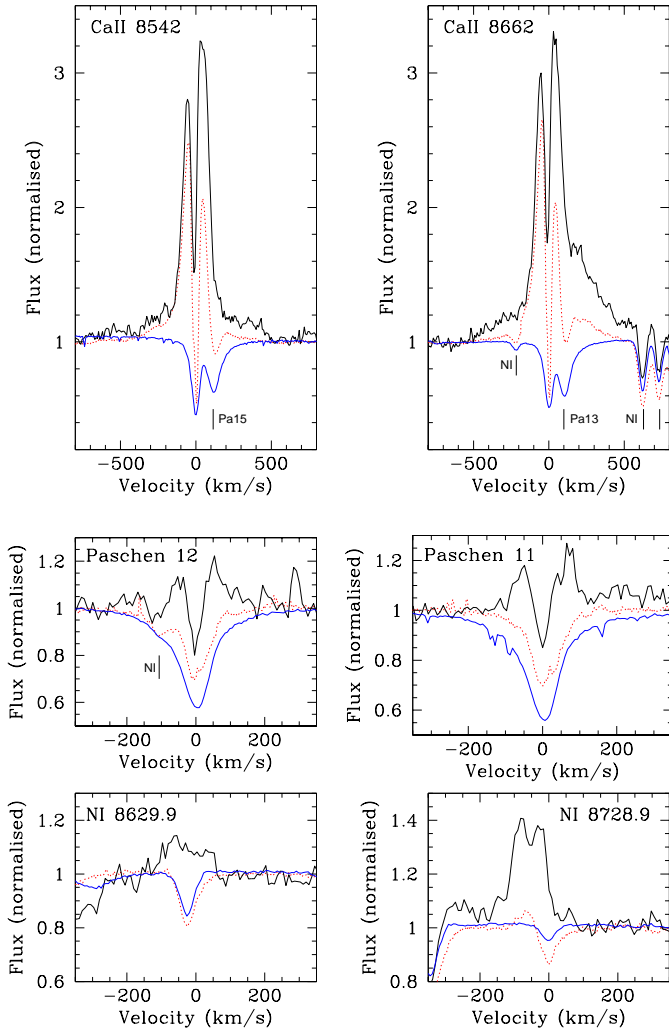 CaII 8542
3
2
1
Flux (normalised)
Pa15
−500 0 500
Velocity (km/s)
CaII 8662
3
2
1
Flux (normalised)
NI
Pa13
NI
−500 0 500
Velocity (km/s)
Paschen 12
1.2
1
0.8
0.6
Flux (normalised)
NI
−200 0 200
Velocity (km/s)
Paschen 11
1.2
1
0.8
0.6
Flux (normalised)
−200 0 200
Velocity (km/s)
NI 8629.9
1.2
1
0.8
0.6
Flux (normalised)
−200 0 200
Velocity (km/s)
NI 8728.9
1.4
1.2
1
0.8
Flux (normalised)
−200 0 200
Velocity (km/s)